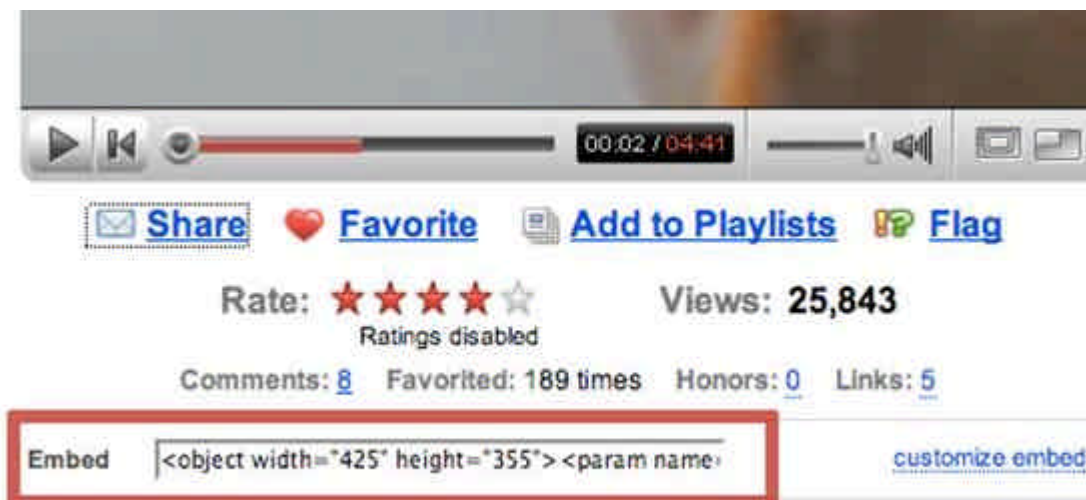 00:02 / 04:41
Share Favorite Add to Playlists Flag
Rate: Views: 25,843
Ratings disabled
Comments: 8 Favorited: 189 times Honors: 0 Links: 5
Embed <object width="425" height="355"> <param name= customize embed